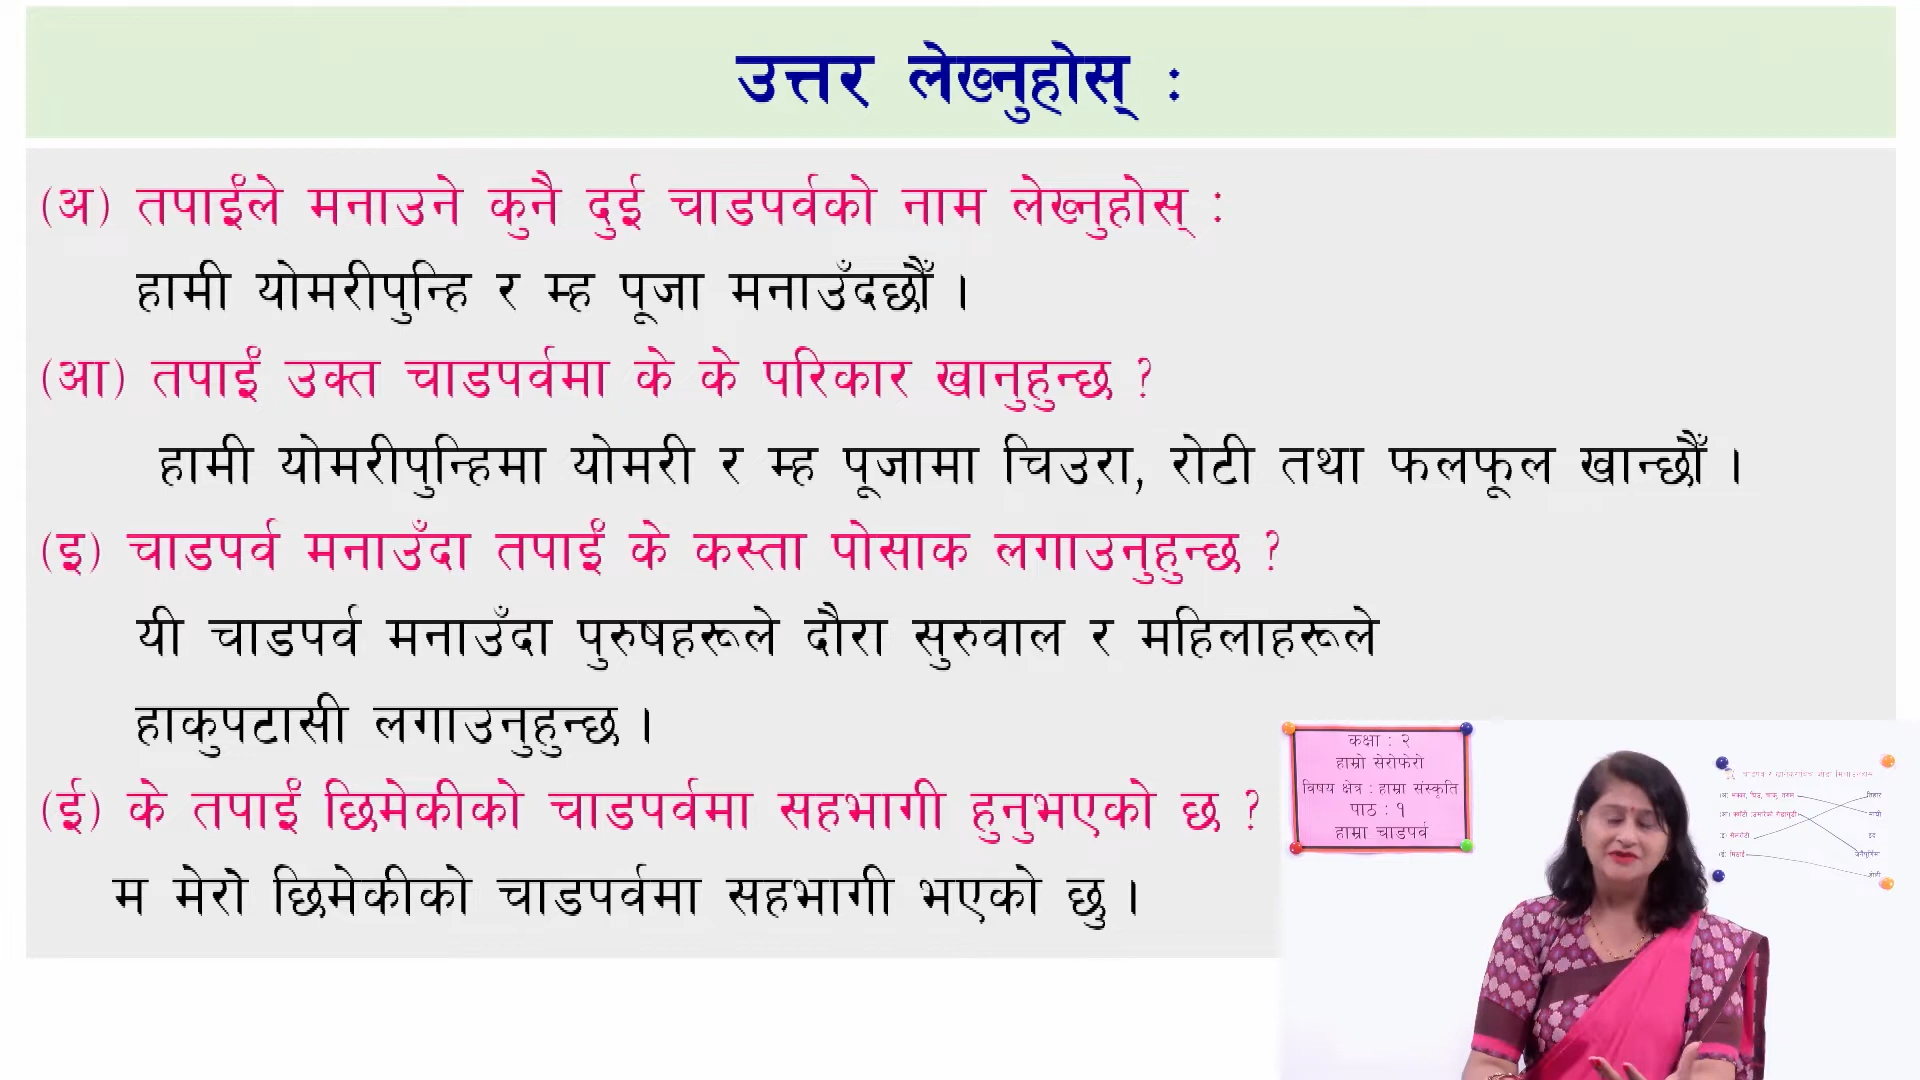 उत्तर लेख्नुहोस् :
(अ) तपाईंले मनाउने कुनै दुई चाडपर्वको नाम लेख्नुहोस् :
हामी योमरीपुन्हि र म्ह पूजा मनाउँदछौँ ।
(आ) तपाईं उक्त चाडपर्वमा के के परिकार खानुहुन्छ ?
हामी योमरीपुन्हिमा योमरी र म्ह पूजामा चिउरा, रोटी तथा फलफूल खान्छौँ ।
(इ) चाडपर्व मनाउँदा तपाईं के कस्ता पोसाक लगाउनुहुन्छ ?
यी चाडपर्व मनाउँदा पुरुषहरूले दौरा सुरुवाल र महिलाहरूले
हाकुपटासी लगाउनुहुन्छ ।
(ई) के तपाईं छिमेकीको चाडपर्वमा सहभागी हुनुभएको छ ?
म मेरो छिमेकीको चाडपर्वमा सहभागी भएको छु ।
कक्षा : २
हाम्रो सेरोफेरो
विषय क्षेत्र : हाम्रा संस्कृति
पाठ : १
हाम्रा चाडपर्व